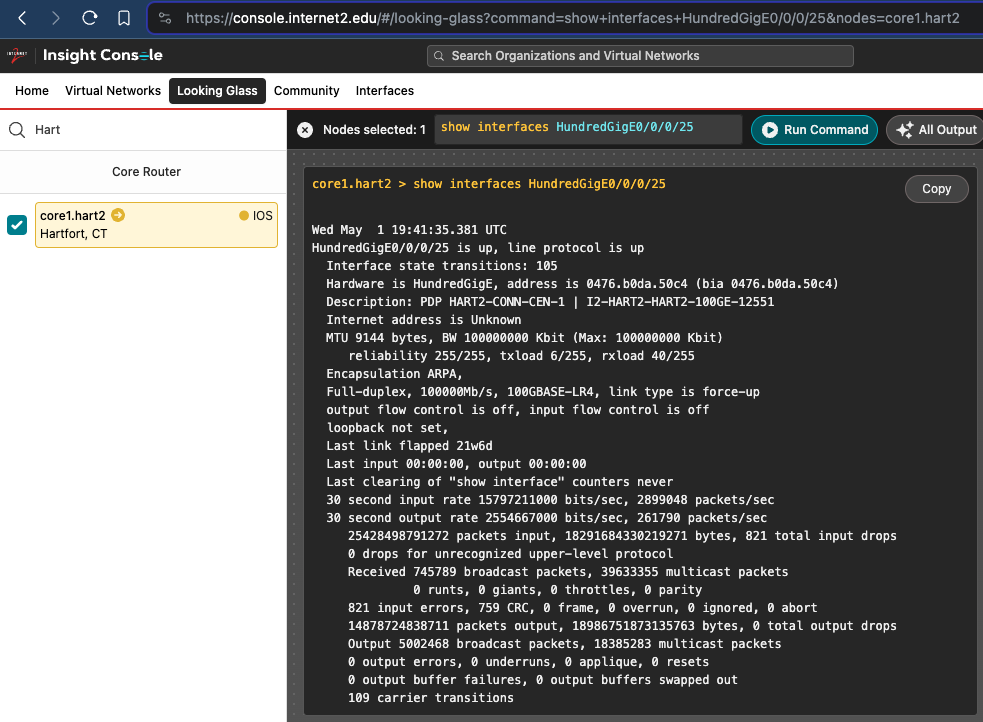 https://console.internet2.edu/#/looking-glass?command=show+interfaces+HundredGigE0/0/0/25&nodes=core1.hart2
INTERNET 2
Insight Console
Search Organizations and Virtual Networks
Home Virtual Networks Looking Glass Community Interfaces
Hart
Nodes selected: 1 show interfaces HundredGigE0/0/0/25 Run Command All Output
Core Router
core1.hart2 IOS
Hartfort, CT
core1.hart2 > show interfaces HundredGigE0/0/0/25
Copy
Wed May  1 19:41:35.381 UTC
HundredGigE0/0/0/25 is up, line protocol is up
Interface state transitions: 105
Hardware is HundredGigE, address is 0476.b0da.50c4 (bia 0476.b0da.50c4)
Description: PDP HART2-CONN-CEN-1 | I2-HART2-HART2-100GE-12551
Internet address is Unknown
MTU 9144 bytes, BW 100000000 Kbit (Max: 100000000 Kbit)
reliability 255/255, txload 6/255, rxload 40/255
Encapsulation ARPA,
Full-duplex, 100000Mb/s, 100GBASE-LR4, link type is force-up
output flow control is off, input flow control is off
loopback not set,
Last link flapped 21w6d
Last input 00:00:00, output 00:00:00
Last clearing of "show interface" counters never
30 second input rate 15797211000 bits/sec, 2899048 packets/sec
30 second output rate 2554667000 bits/sec, 261790 packets/sec
25428498791272 packets input, 18291684330219271 bytes, 821 total input drops
0 drops for unrecognized upper-level protocol
Received 745789 broadcast packets, 39633355 multicast packets
0 runts, 0 giants, 0 throttles, 0 parity
821 input errors, 759 CRC, 0 frame, 0 overrun, 0 ignored, 0 abort
14878724838711 packets output, 18986751873135763 bytes, 0 total output drops
Output 5002468 broadcast packets, 18385283 multicast packets
0 output errors, 0 underruns, 0 applique, 0 resets
0 output buffer failures, 0 output buffers swapped out
109 carrier transitions